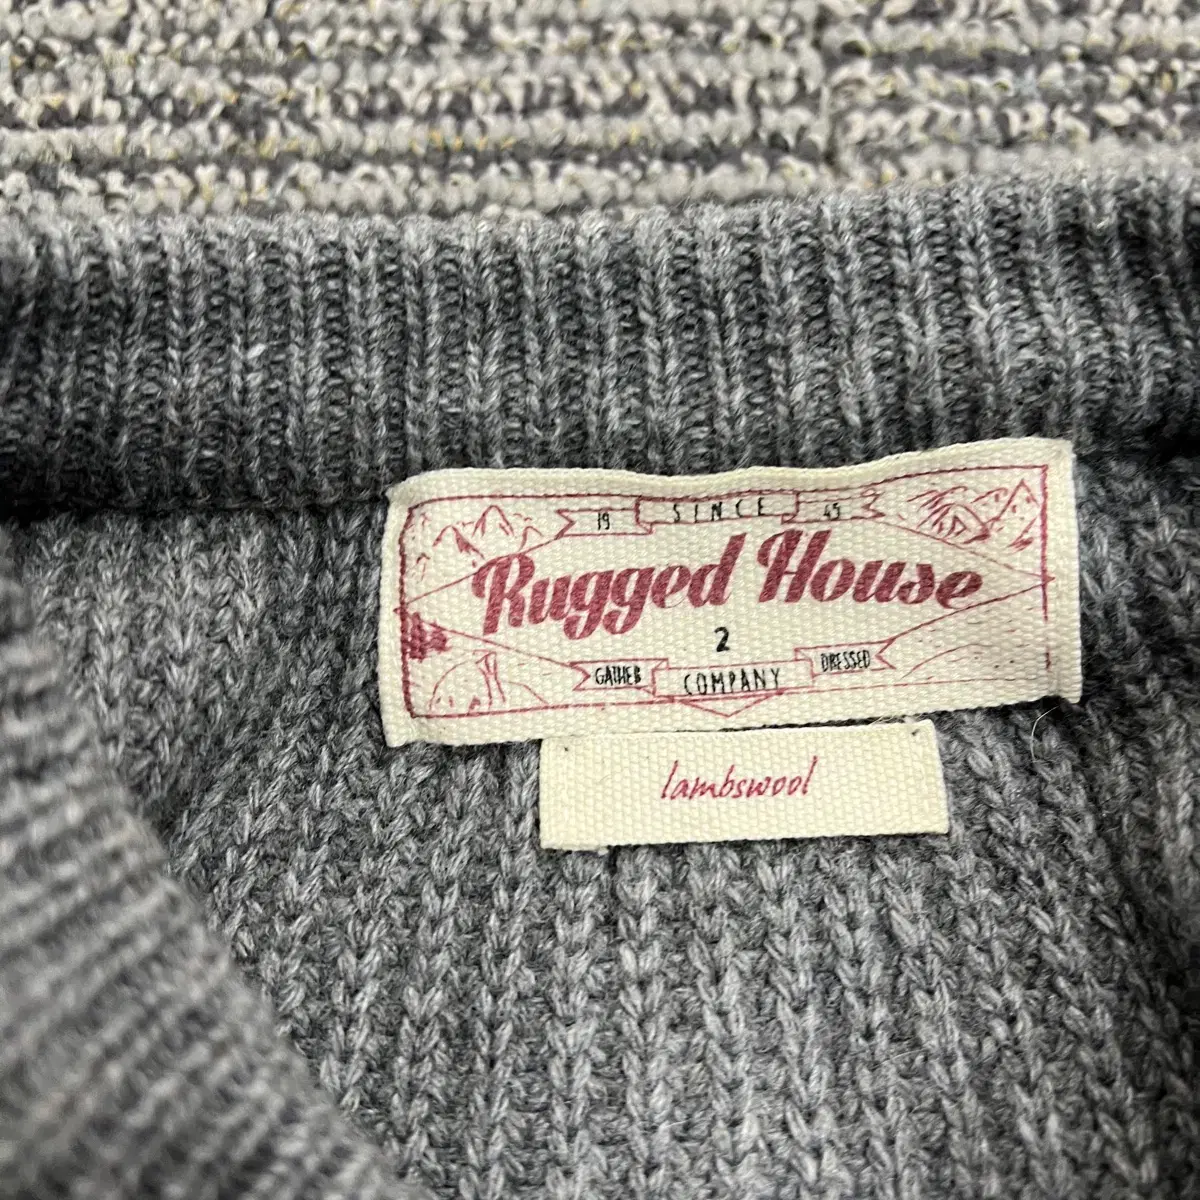 19 SINCE 45
Rugged House
2
GATHER COMPANY DRESSED
lambswool